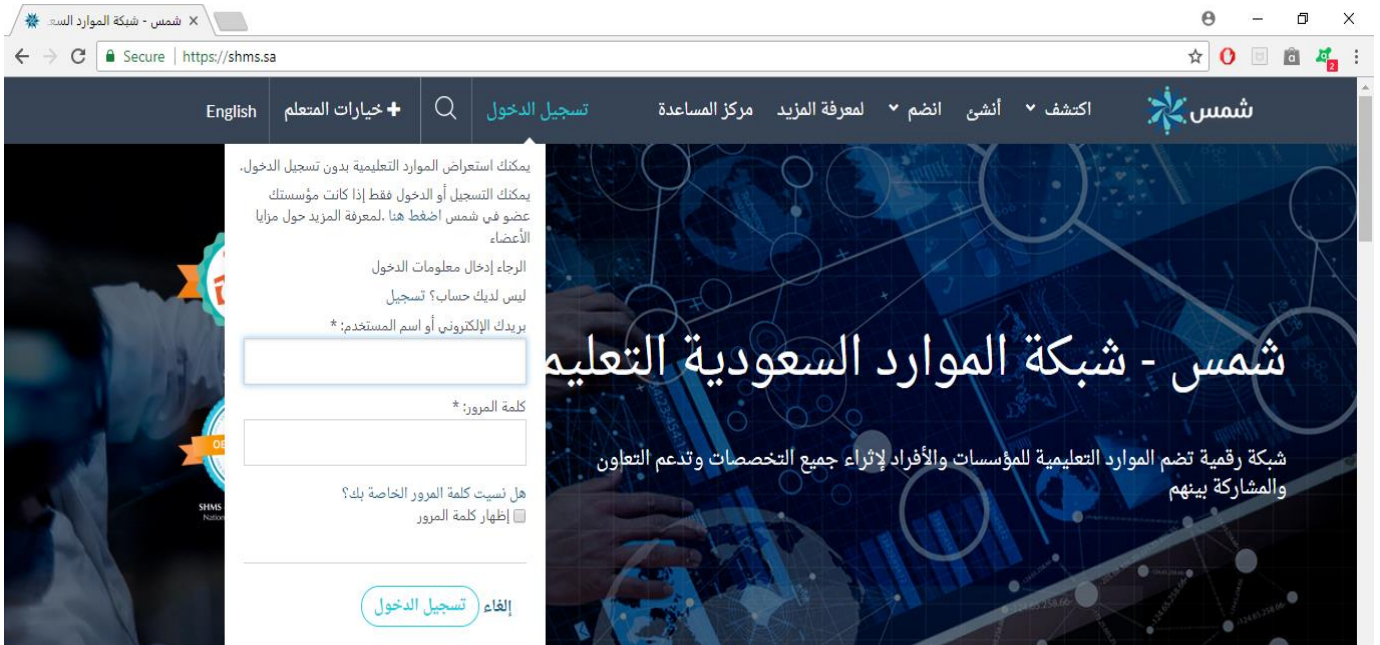 شمس - شبكة الموارد السع
Secure
https://shms.sa
2
شمس
اكتشف
أنشئ
انضم
لمعرفة المزيد
مركز المساعدة
تسجيل الدخول
+ خيارات المتعلم
English
يمكنك استعراض الموارد التعليمية بدون تسجيل الدخول.
يمكنك التسجيل أو الدخول فقط إذا كانت مؤسستك
عضو في شمس اضغط هنا .لمعرفة المزيد حول مزايا
الأعضاء
الرجاء إدخال معلومات الدخول
ليس لديك حساب؟ تسجيل
بريدك الإلكتروني أو اسم المستخدم: *
كلمة المرور: *
هل نسيت كلمة المرور الخاصة بك؟
إظهار كلمة المرور
إلغاء
تسجيل الدخول
شمس - شبكة الموارد السعودية التعليم
شبكة رقمية تضم الموارد التعليمية للمؤسسات والأفراد لإثراء جميع التخصصات وتدعم التعاون
والمشاركة بينهم
OE
SHMS
Nation